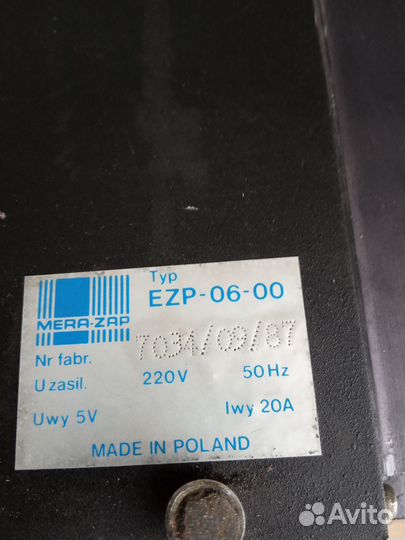 Typ
EZP-06-00
MERA-ZAP
Nr fabr. 7034/09/87
U zasil. 220V 50Hz
Uwy 5V Iwy 20A
MADE IN POLAND
Avito